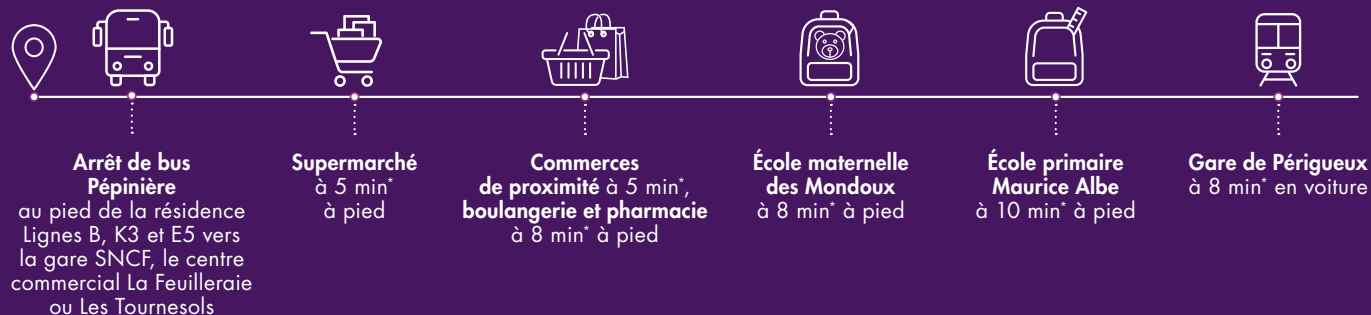 Arrêt de bus
Pépinière
au pied de la résidence
Lignes B, K3 et E5 vers
la gare SNCF, le centre
commercial La Feuilleraie
ou Les Tournesols
Supermarché
à 5 min*
à pied
Commerces
de proximité à 5 min*,
boulangerie et pharmacie
à 8 min* à pied
École maternelle
des Mondoux
à 8 min* à pied
École primaire
Maurice Albe
à 10 min* à pied
Gare de Périgueux
à 8 min* en voiture